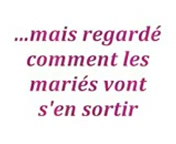 ...mais regardé
comment les
mariés vont
s'en sortir